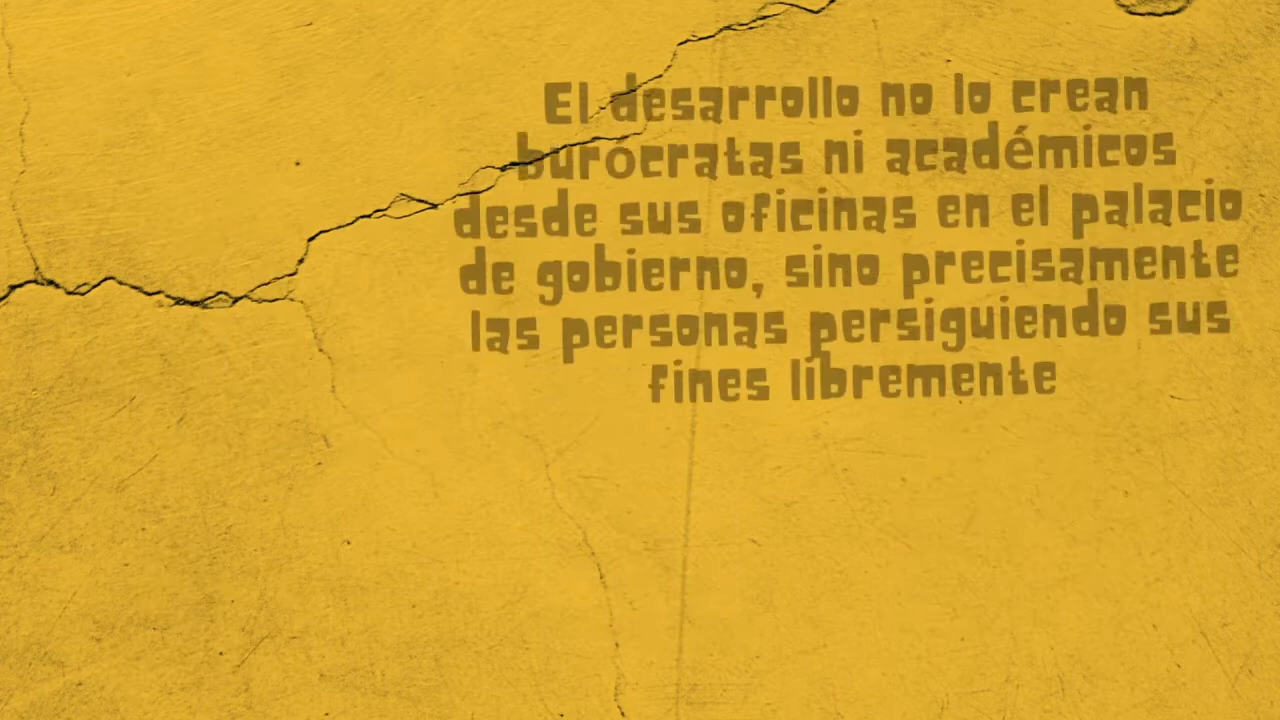 El desarrollo no lo crean
burócratas ni académicos
desde sus oficinas en el palacio
de gobierno, sino precisamente
las personas persiguiendo sus
fines libremente